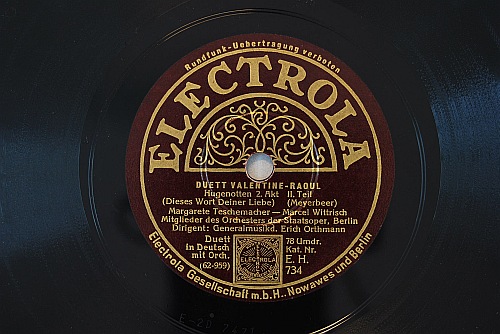 Rundfunk-Uebertragung verboten
ELECTROLA
DUETT VALENTINE-RAOUL
Hugenotten 2. Akt II. Teil
(Dieses Wort Deiner Liebe) (Meyerbeer)
Margarete Teschemacher — Marcel Wittrisch
Mitglieder des Orchesters der Staatsoper, Berlin
Dirigent: Generalmusikd. Erich Orthmann
Duett
in Deutsch
mit Orch.
(62-959)
ELECTROLA
78 Umdr.
Kat. Nr.
E. H.
734
Electrola Gesellschaft m.b.H., Nowawes und Berlin